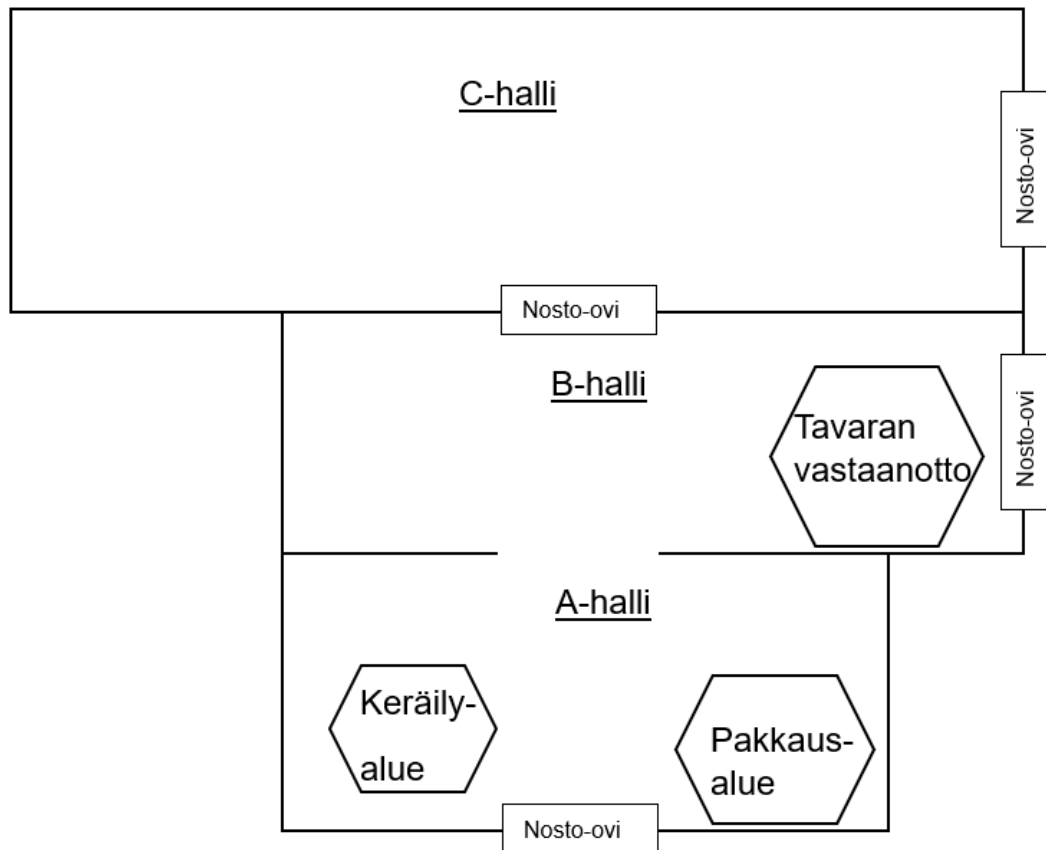 C-halli
Nosto-ovi
Nosto-ovi
B-halli
Tavaran
vastaanotto
Nosto-ovi
A-halli
Keräily-
alue
Pakkaus-
alue
Nosto-ovi